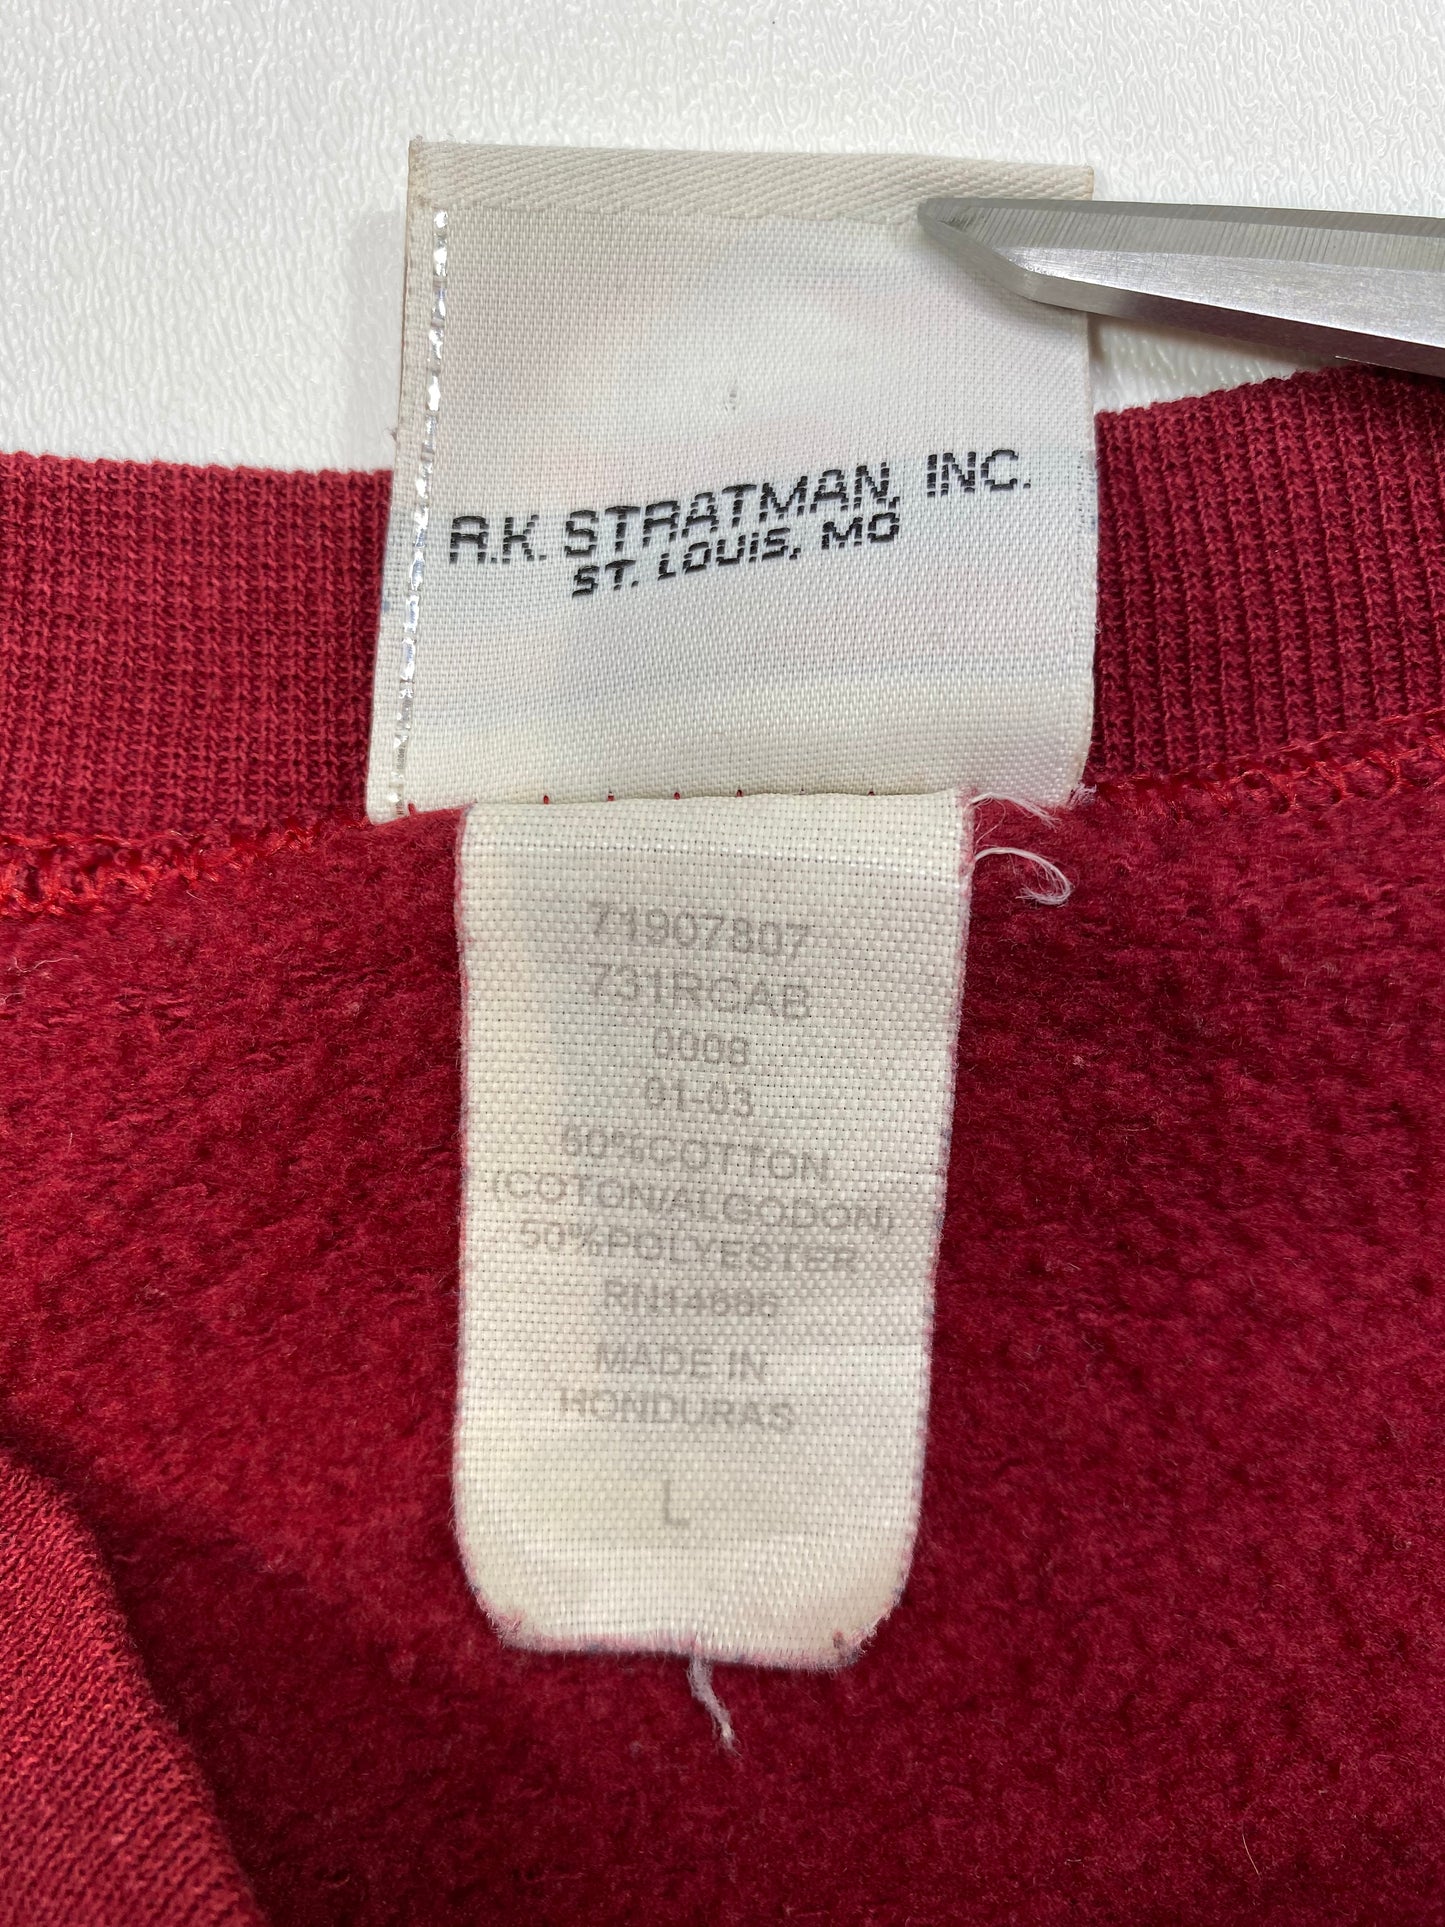 R.K. STRATMAN, INC.
ST. LOUIS, MO
71907807
731RCAB
0008
01-03
50%COTTON
(COTON/ALGODON)
50%POLYESTER
RN14666
MADE IN
HONDURAS
L